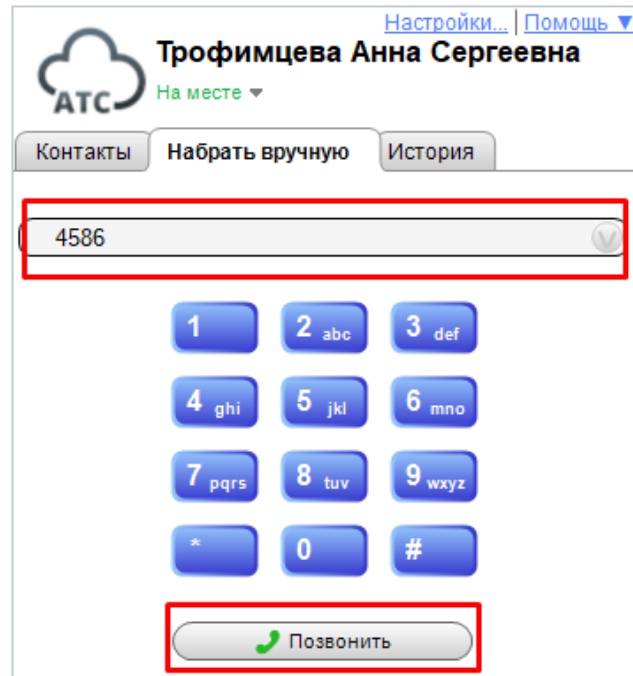 Настройки... | Помощь ▼
Трофимцева Анна Сергеевна
АТС
На месте
Контакты Набрать вручную История
4586
1 2 abc 3 def
4 ghi 5 jkl 6 mno
7 pqrs 8 tuv 9 wxyz
* 0 #
Позвонить